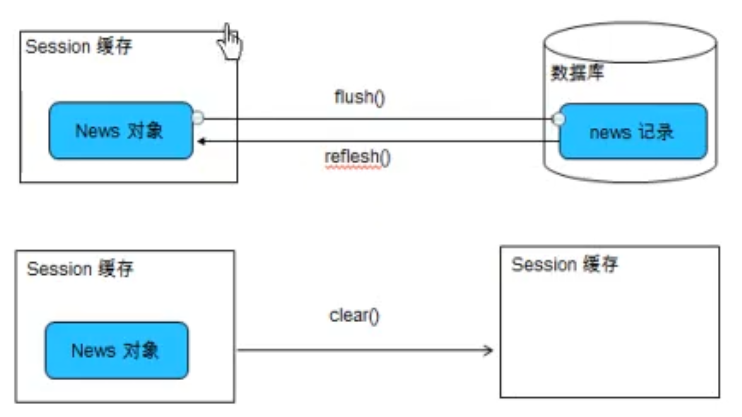 Session 缓存
数据库
flush()
News 对象
news 记录
reflesh()
Session 缓存
Session 缓存
clear()
News 对象